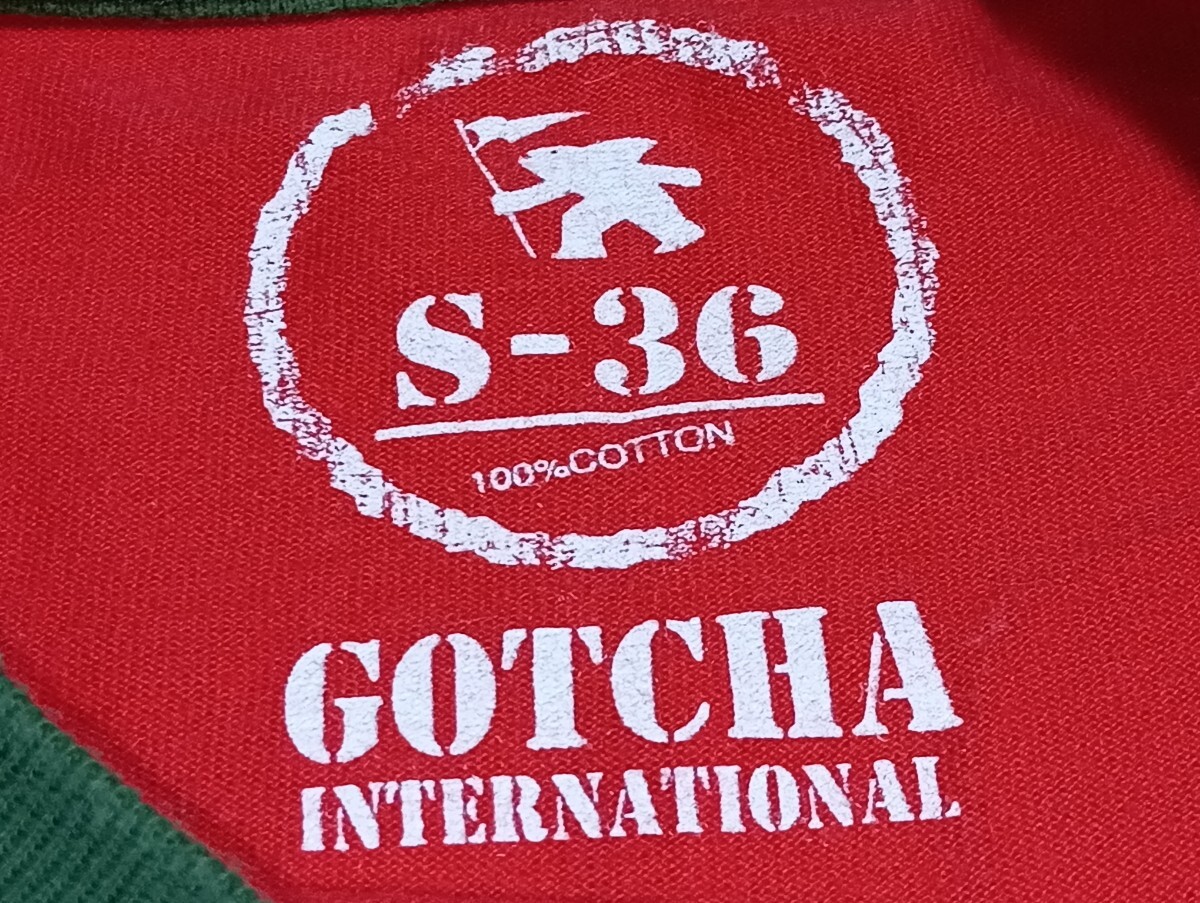 S-36
100%COTTON
GOTCHA
INTERNATIONAL